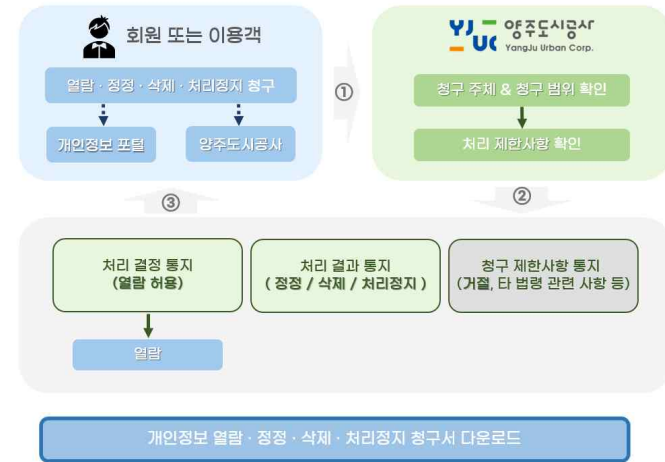 회원 또는 이용객
열람 · 정정 · 삭제 · 처리정지 청구
개인정보 포털
양주도시공사
①
YJ UC 양주도시공사
YangJu Urban Corp.
청구 주체 & 청구 범위 확인
처리 제한사항 확인
②
③
처리 결정 통지
(열람 허용)
열람
처리 결과 통지
( 정정 / 삭제 / 처리정지 )
청구 제한사항 통지
(거절, 타 법령 관련 사항 등)
개인정보 열람 · 정정 · 삭제 · 처리정지 청구서 다운로드